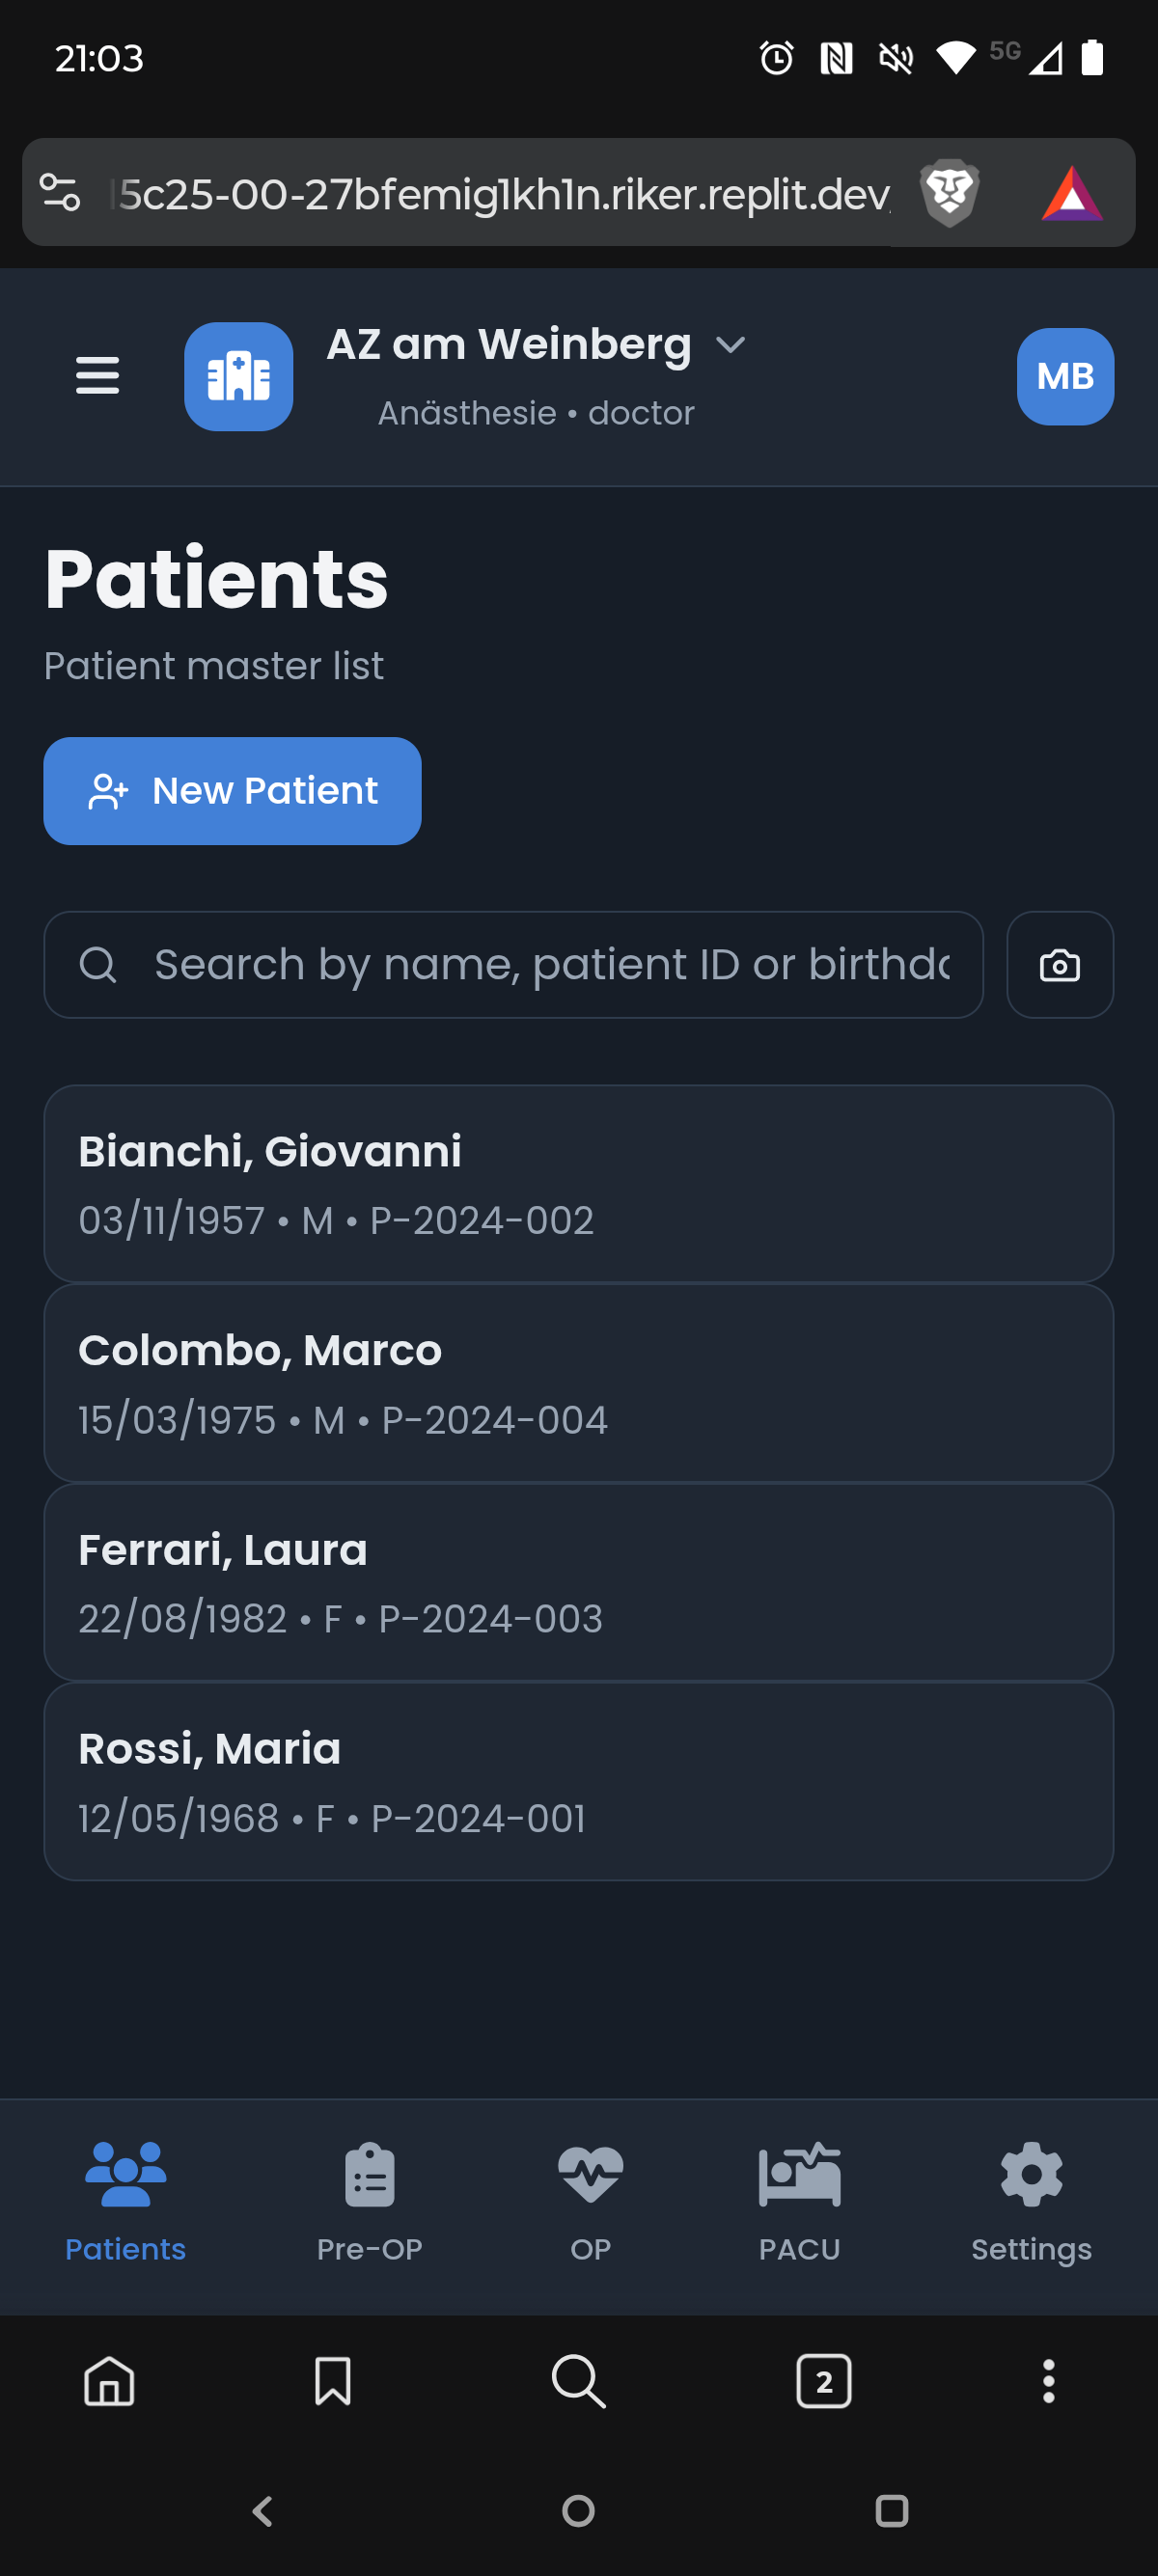 21:03
5G
5c25-00-27bfemig1kh1n.riker.replit.dev
AZ am Weinberg
Anästhesie • doctor
MB
Patients
Patient master list
New Patient
Search by name, patient ID or
Bianchi, Giovanni
03/11/1957 • M • P-2024-002
Colombo, Marco
15/03/1975 • M • P-2024-004
Ferrari, Laura
22/08/1982 • F • P-2024-003
Rossi, Maria
12/05/1968 • F • P-2024-001
Patients
Pre-OP
OP
PACU
Settings
2